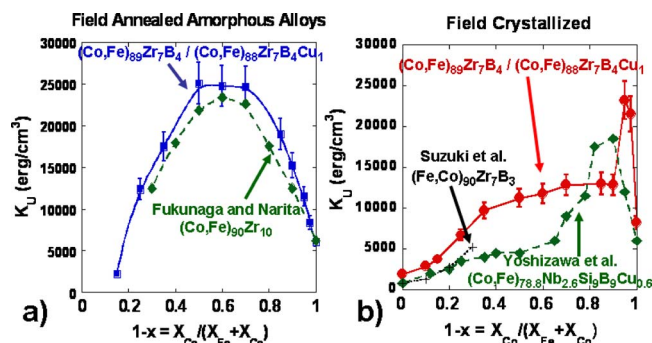 Field Annealed Amorphous Alloys
(Co,Fe)89Zr7B4 / (Co,Fe)88Zr7B4Cu1
30000
25000
20000
15000
10000
5000
0
KU (erg/cm3)
Fukunaga and Narita
(Co,Fe)90Zr10
0 0.2 0.4 0.6 0.8 1
1-x = XCo/(XFe+XCo)
a)
Field Crystallized
(Co,Fe)89Zr7B4 / (Co,Fe)88Zr7B4Cu1
30000
25000
20000
15000
10000
5000
0
KU (erg/cm3)
Suzuki et al.
(Fe,Co)90Zr7B3
Yoshizawa et al.
(Co,Fe)78.8Nb2.6Si9B9Cu0.6
0 0.2 0.4 0.6 0.8 1
1-x = XCo/(XFe+XCo)
b)